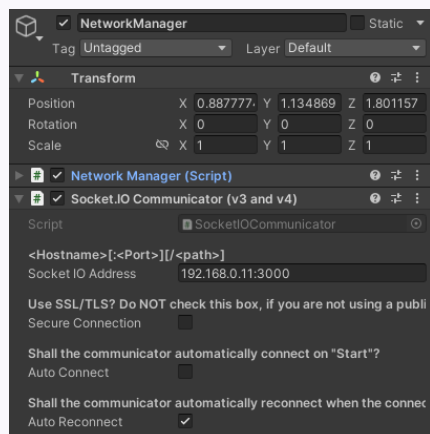 NetworkManager Static
Tag Untagged Layer Default
Transform
Position X 0.887777 Y 1.134869 Z 1.801157
Rotation X 0 Y 0 Z 0
Scale X 1 Y 1 Z 1
# Network Manager (Script)
# Socket.IO Communicator (v3 and v4)
Script # SocketIOCommunicator
<Hostname>[:<Port>][/<path>]
Socket IO Address 192.168.0.11:3000
Use SSL/TLS? Do NOT check this box, if you are not using a publi
Secure Connection
Shall the communicator automatically connect on "Start"?
Auto Connect
Shall the communicator automatically reconnect when the connec
Auto Reconnect